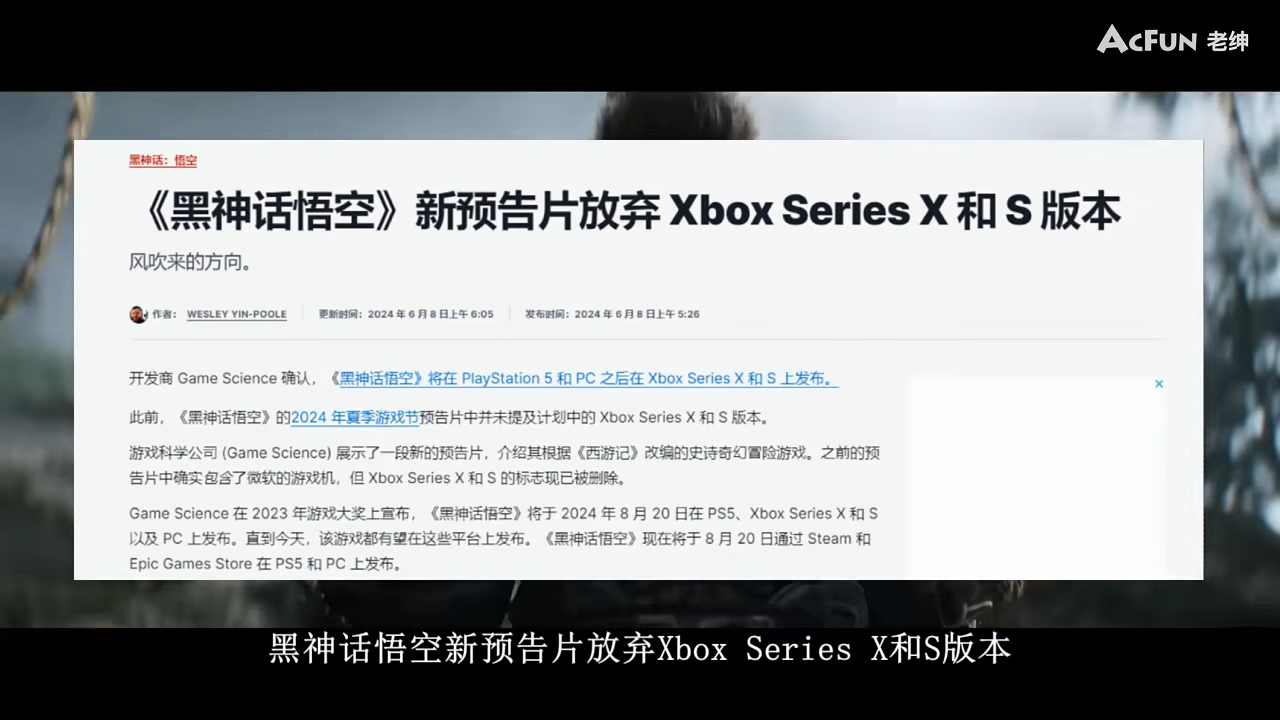 AcFun 老绅
黑神话：悟空
《黑神话悟空》新预告片放弃 Xbox Series X 和 S 版本
风吹来的方向。
作者： WESLEY YIN-POOLE 更新时间：2024 年 6 月 8 日上午 6:05 发布时间：2024 年 6 月 8 日上午 5:26
开发商 Game Science 确认，《黑神话悟空》将在 PlayStation 5 和 PC 之后在 Xbox Series X 和 S 上发布。
此前，《黑神话悟空》的2024 年夏季游戏节预告片中并未提及计划中的 Xbox Series X 和 S 版本。
游戏科学公司 (Game Science) 展示了一段新的预告片，介绍其根据《西游记》改编的史诗奇幻冒险游戏。之前的预
告片中确实包含了微软的游戏机，但 Xbox Series X 和 S 的标志现已被删除。
Game Science 在 2023 年游戏大奖上宣布，《黑神话悟空》将于 2024 年 8 月 20 日在 PS5、Xbox Series X 和 S
以及 PC 上发布。直到今天，该游戏都有望在这些平台上发布。《黑神话悟空》现在将于 8 月 20 日通过 Steam 和
Epic Games Store 在 PS5 和 PC 上发布。
黑神话悟空新预告片放弃Xbox Series X和S版本